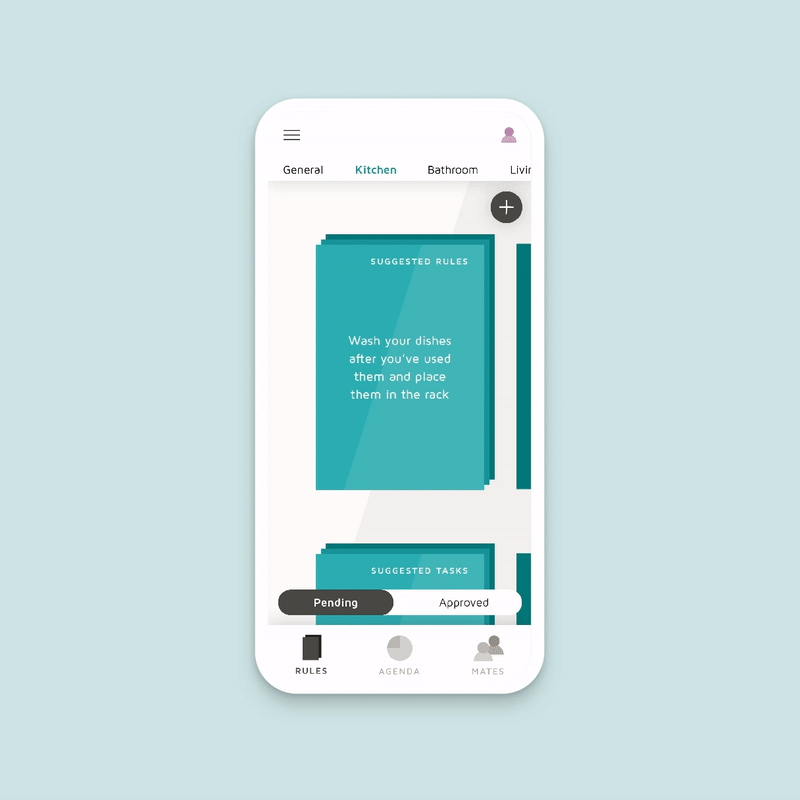 General Kitchen Bathroom Livin
SUGGESTED RULES
Wash your dishes
after you've used
them and place
them in the rack
SUGGESTED TASKS
Pending Approved
RULES AGENDA MATES